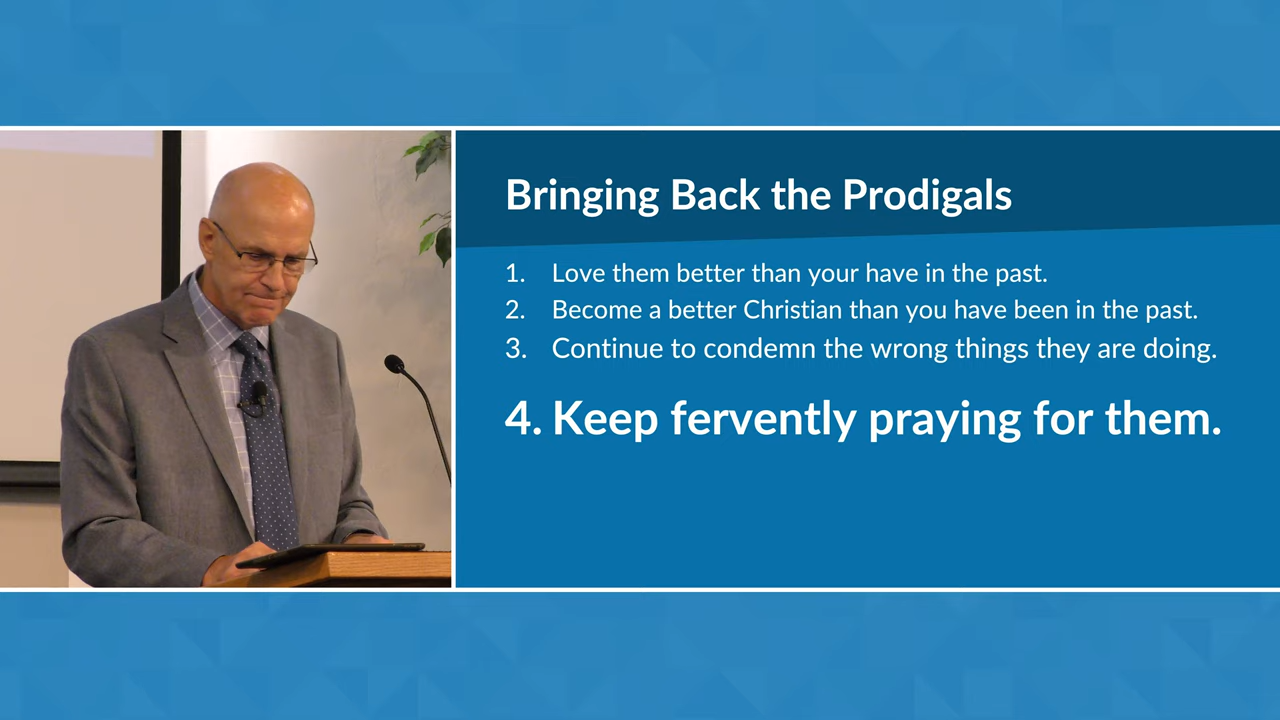 Bringing Back the Prodigals
1. Love them better than your have in the past.
2. Become a better Christian than you have been in the past.
3. Continue to condemn the wrong things they are doing.
4. Keep fervently praying for them.